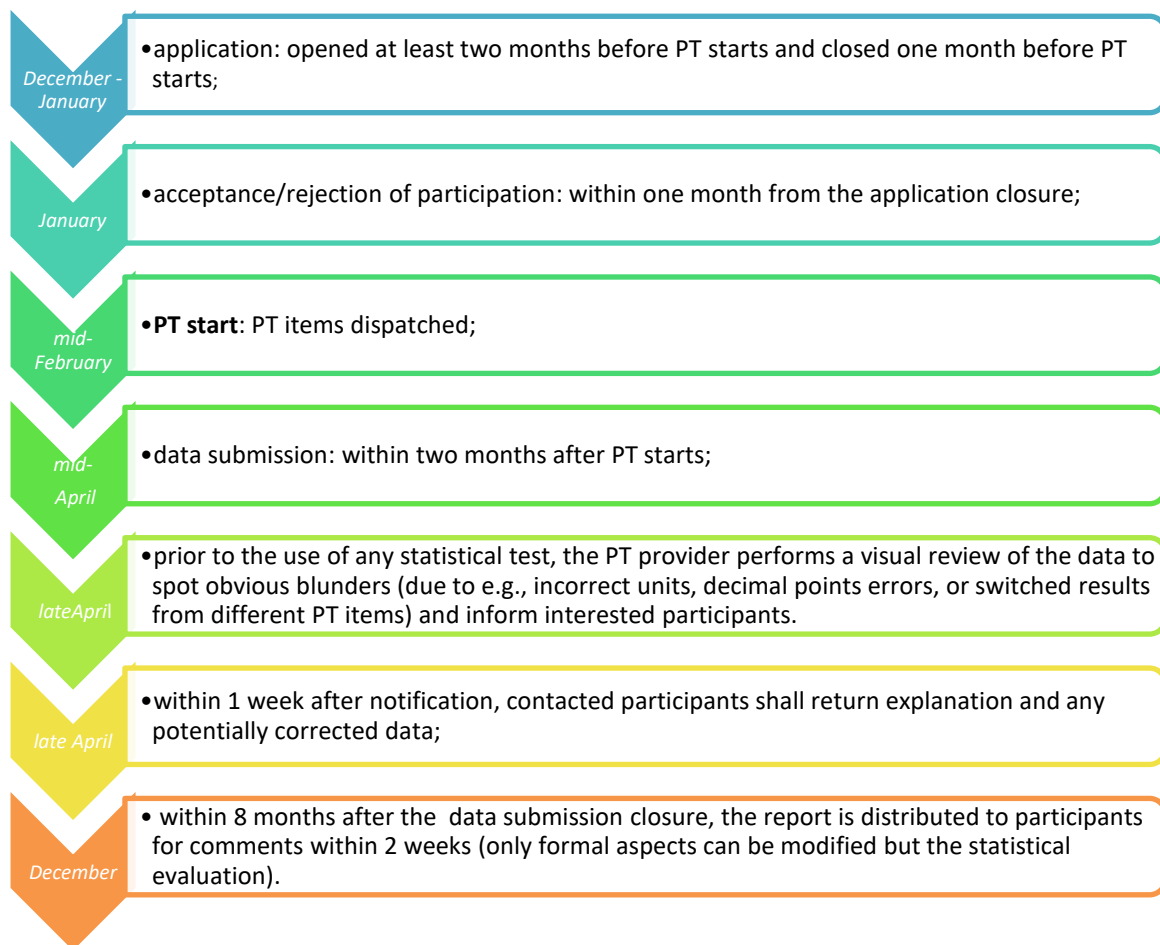 December -
January
•application: opened at least two months before PT starts and closed one month before PT
starts;
January
•acceptance/rejection of participation: within one month from the application closure;
mid-
February
•PT start: PT items dispatched;
mid-
April
•data submission: within two months after PT starts;
lateApril
•prior to the use of any statistical test, the PT provider performs a visual review of the data to
spot obvious blunders (due to e.g., incorrect units, decimal points errors, or switched results
from different PT items) and inform interested participants.
late April
•within 1 week after notification, contacted participants shall return explanation and any
potentially corrected data;
December
• within 8 months after the data submission closure, the report is distributed to participants
for comments within 2 weeks (only formal aspects can be modified but the statistical
evaluation).